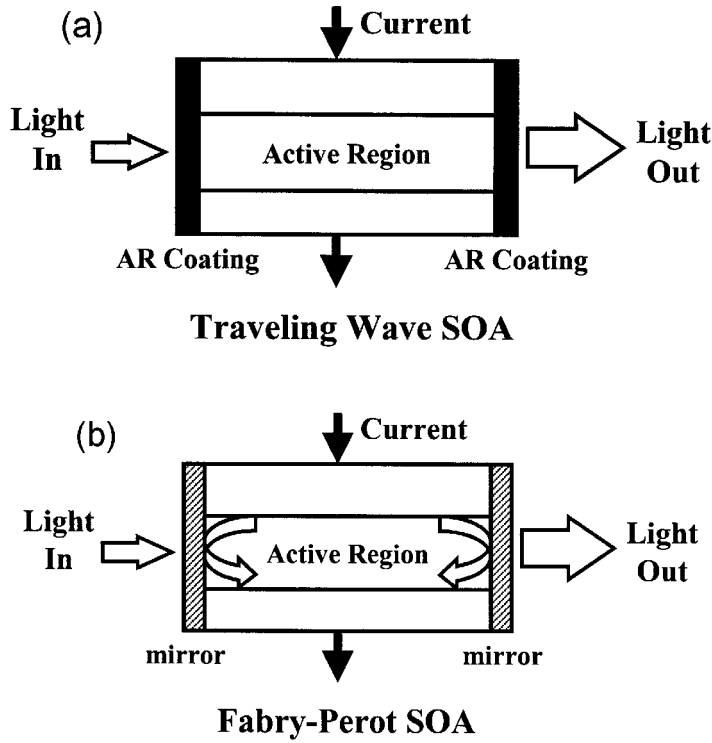 (a)
Current
Light
In
Active Region
Light
Out
AR Coating
AR Coating
Traveling Wave SOA
(b)
Current
Light
In
Active Region
Light
Out
mirror
mirror
Fabry-Perot SOA